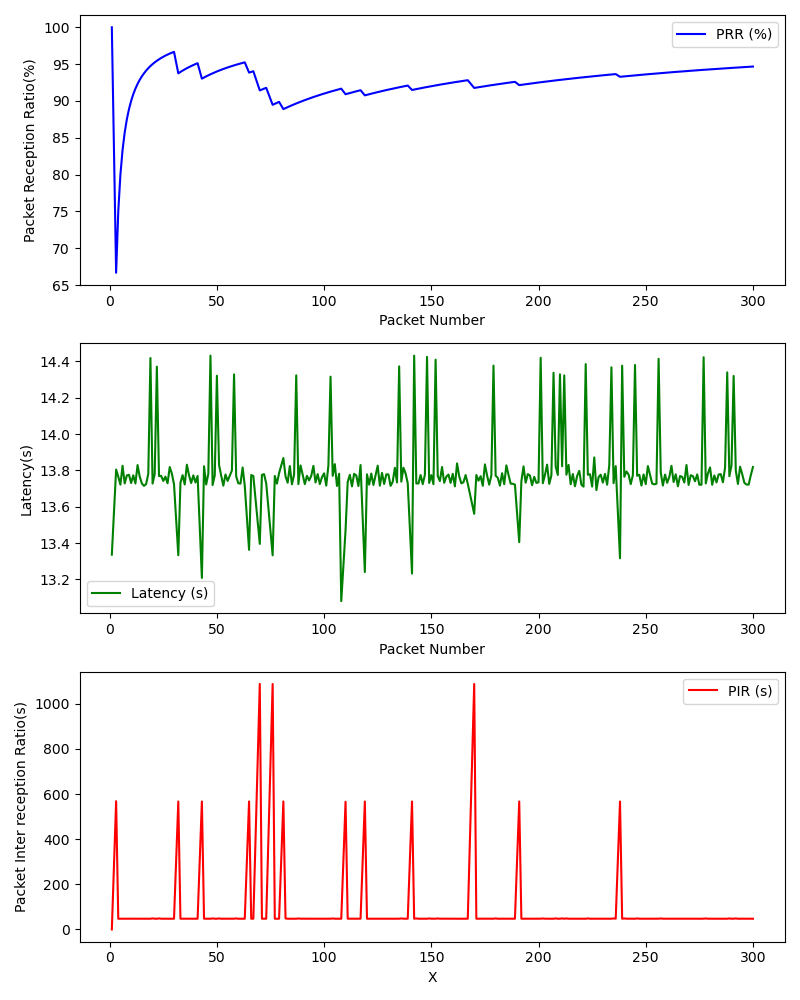 100
95
90
85
80
75
70
65
Packet Reception Ratio(%)
PRR (%)
0 50 100 150 200 250 300
Packet Number
14.4
14.2
14.0
13.8
13.6
13.4
13.2
Latency(s)
Latency (s)
0 50 100 150 200 250 300
Packet Number
1000
800
600
400
200
0
Packet Inter reception Ratio(s)
PIR (s)
0 50 100 150 200 250 300
X